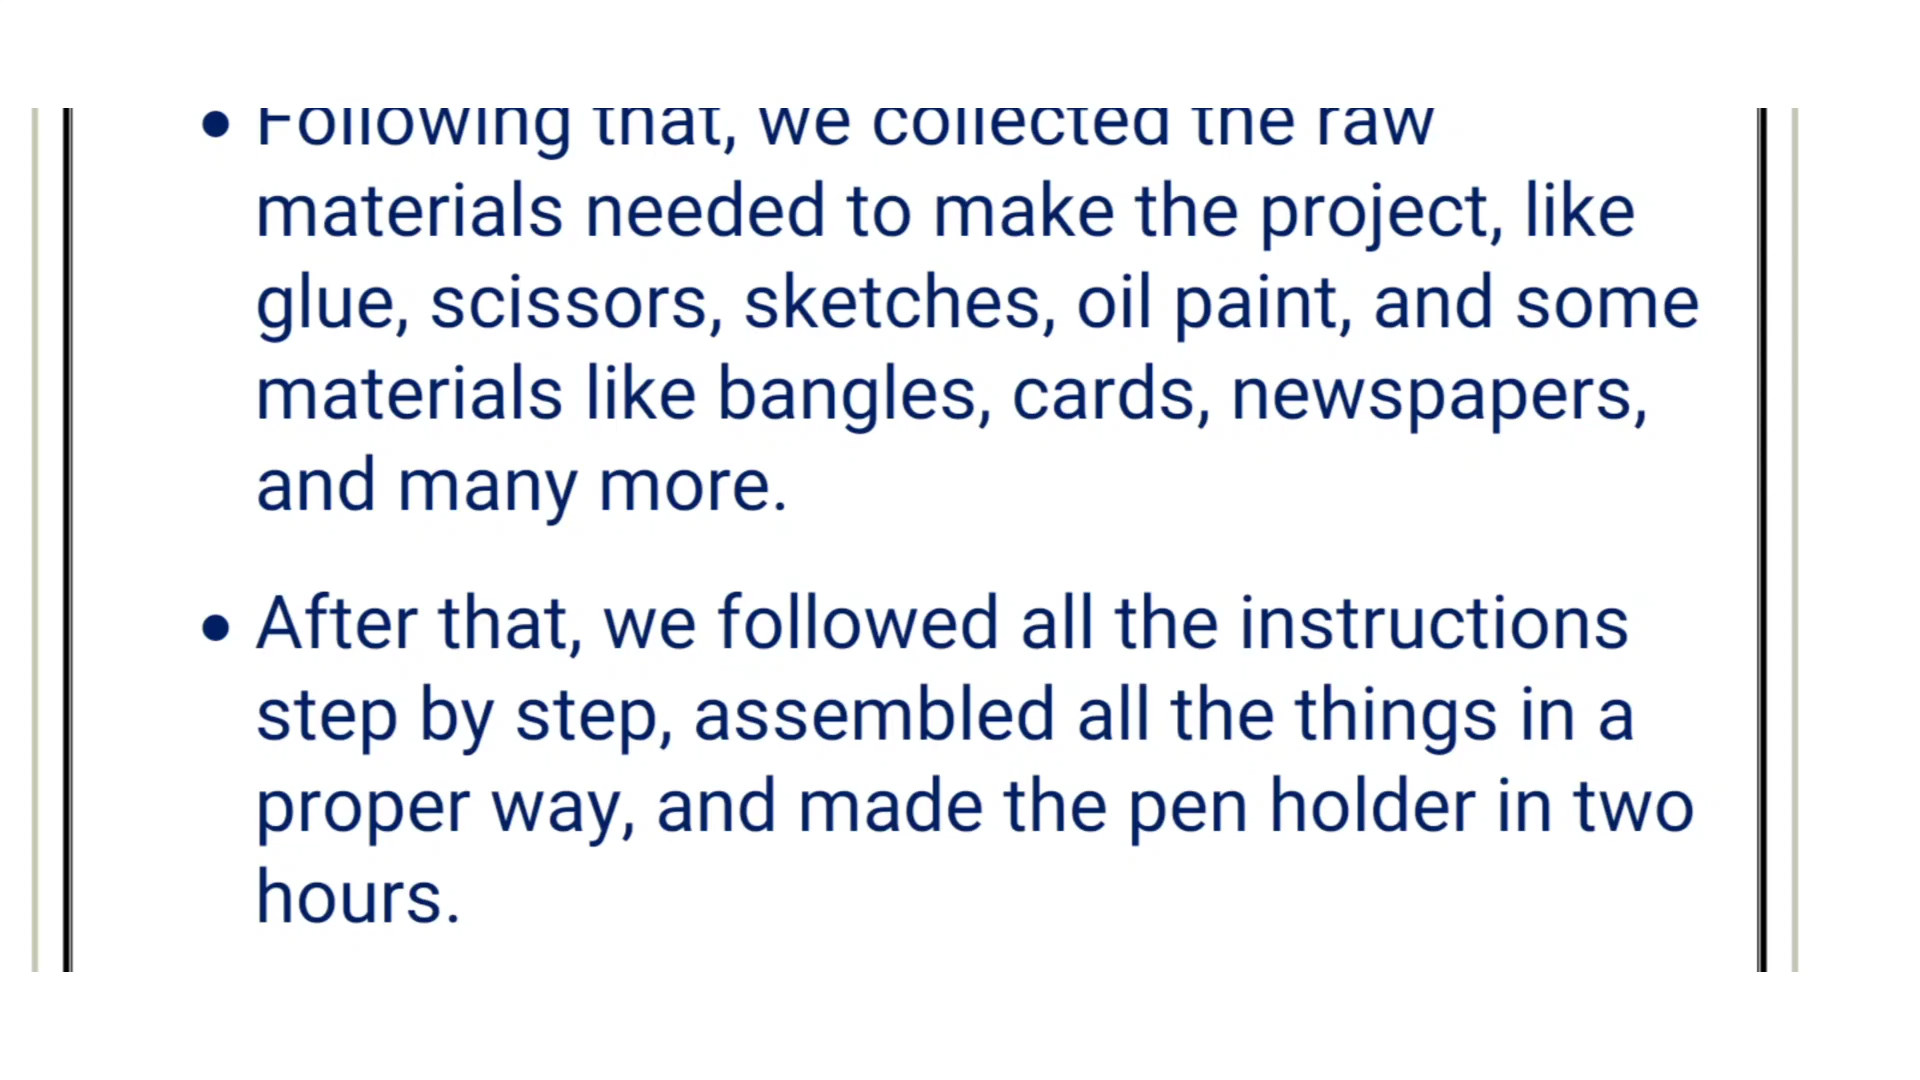 • Following that, we collected the raw
materials needed to make the project, like
glue, scissors, sketches, oil paint, and some
materials like bangles, cards, newspapers,
and many more.
• After that, we followed all the instructions
step by step, assembled all the things in a
proper way, and made the pen holder in two
hours.